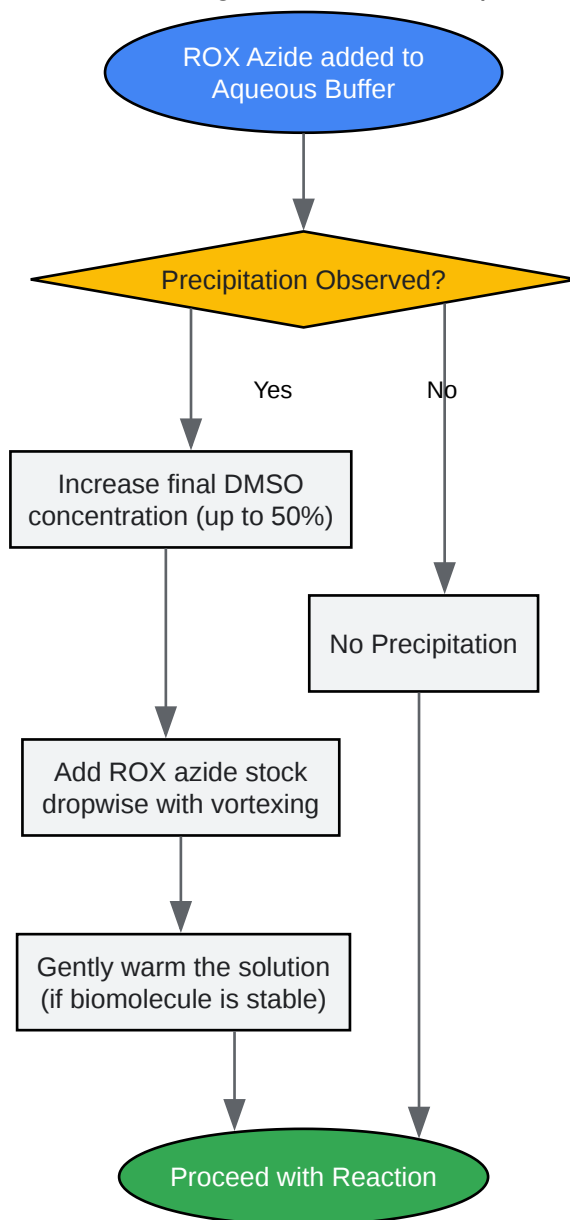 ROX Azide added to
Aqueous Buffer
Precipitation Observed?
Yes
No
Increase final DMSO
concentration (up to 50%)
No Precipitation
Add ROX azide stock
dropwise with vortexing
Gently warm the solution
(if biomolecule is stable)
Proceed with Reaction